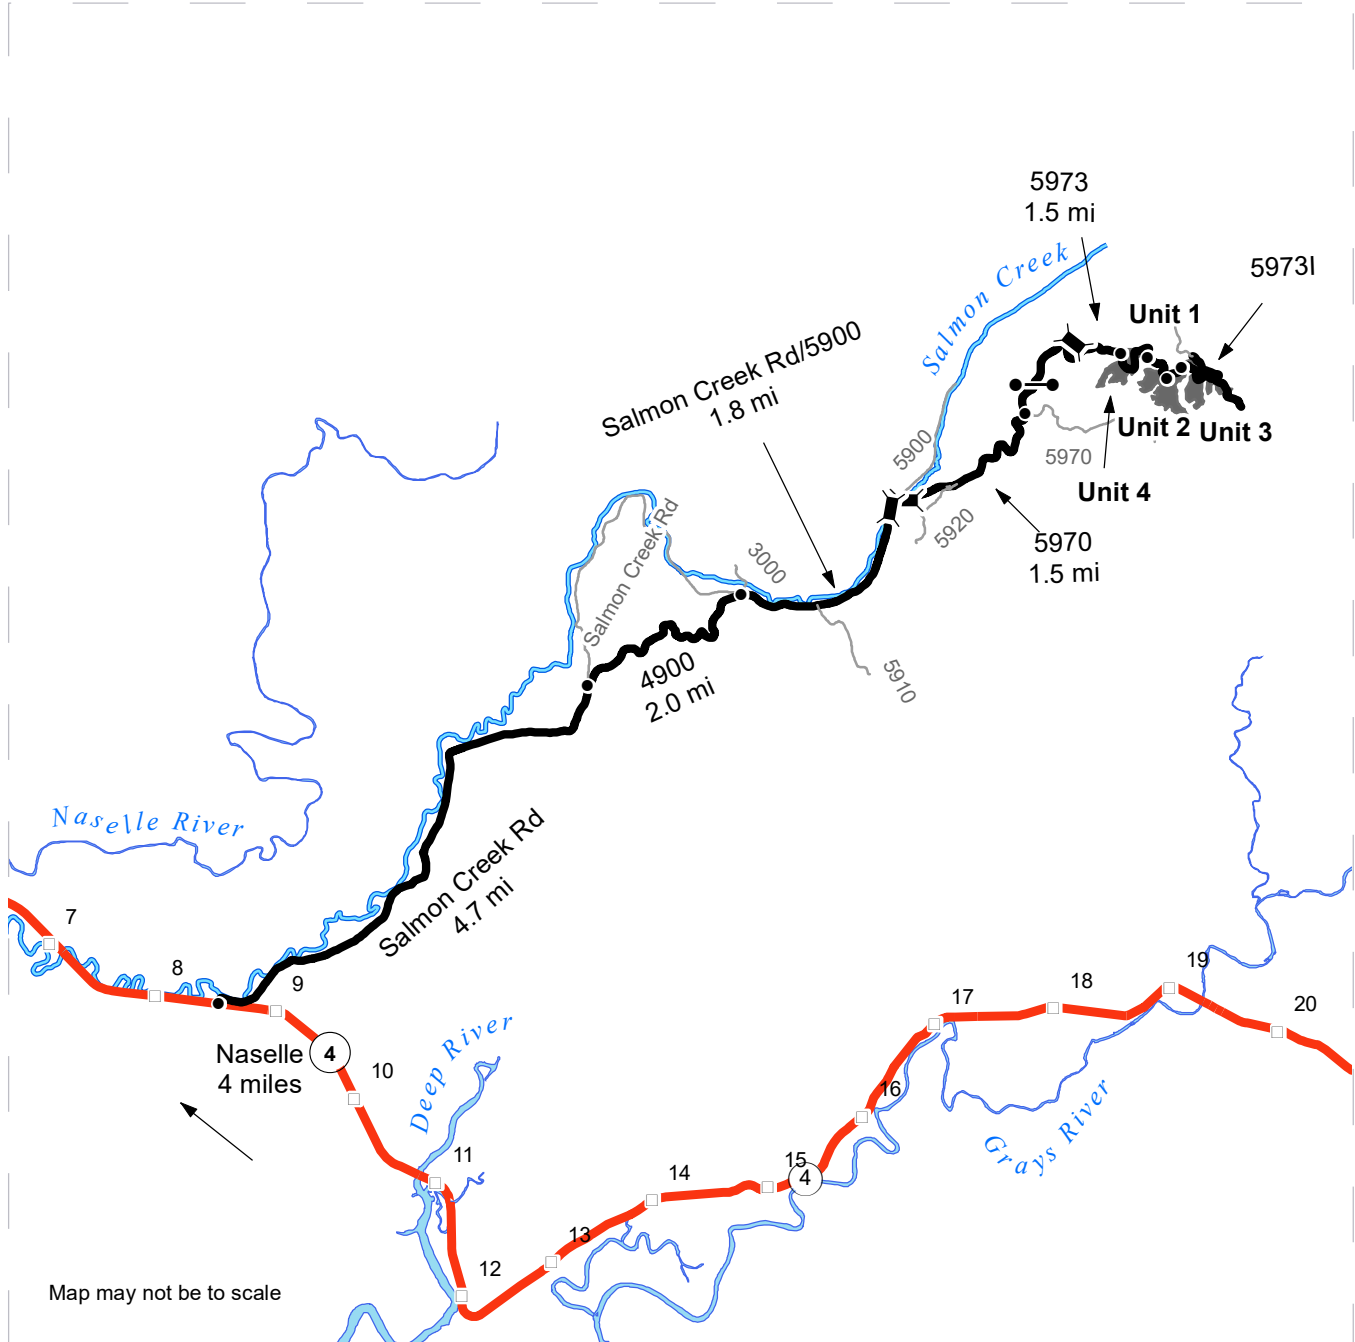 5973
1.5 mi
5973I
Unit 1
Salmon Creek
Salmon Creek Rd/5900
1.8 mi
Unit 2
Unit 3
5900
5970
Unit 4
5920
5970
1.5 mi
Salmon Creek Rd
3000
5910
4900
2.0 mi
Naselle River
Salmon Creek Rd
4.7 mi
7
8
9
19
18
17
20
Naselle
4 miles
4
Deep River
10
16
Grays River
11
15
4
14
13
12
Map may not be to scale